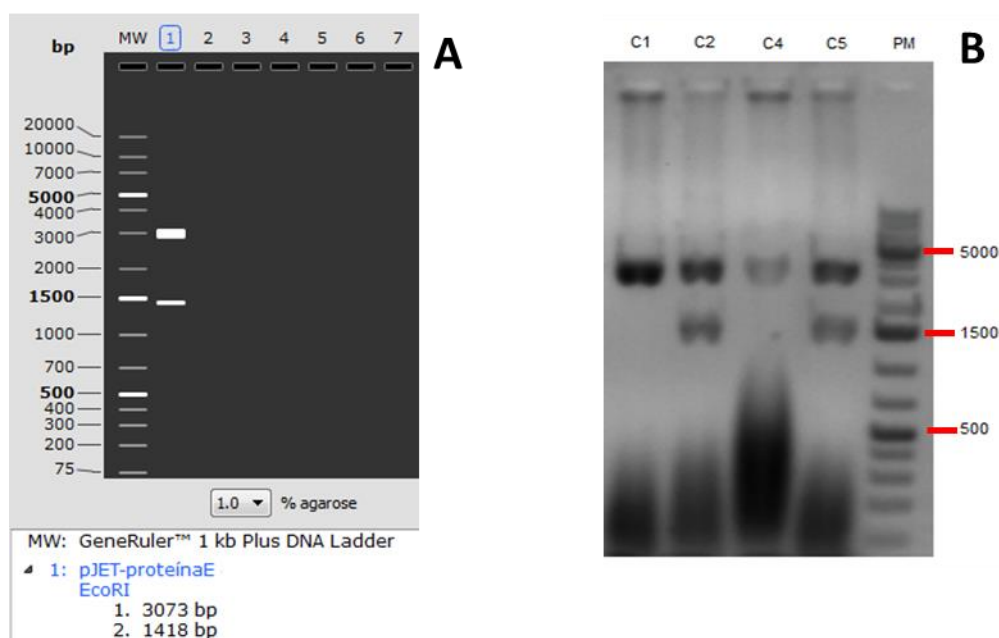 bp
MW 1 2 3 4 5 6 7
A
20000
10000
7000
5000
4000
3000
2000
1500
1000
700
500
400
300
200
75
1.0 % agarose
MW: GeneRuler™ 1 kb Plus DNA Ladder
1: pJET-proteínaE
EcoRI
1. 3073 bp
2. 1418 bp
C1 C2 C4 C5 PM
B
5000
1500
500